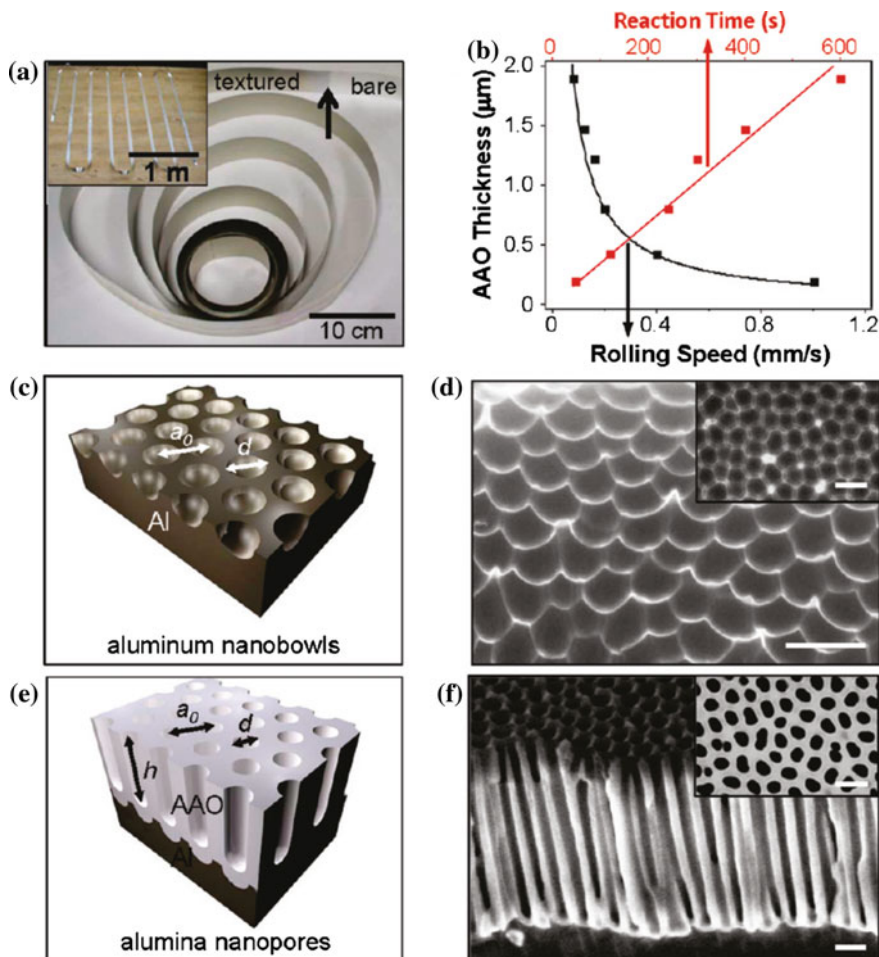 (a)
textured
bare
1 m
10 cm
(b)
Reaction Time (s)
0 200 400 600
AAO Thickness (μm)
2.0
1.5
1.0
0.5
0
0 0.4 0.8 1.2
Rolling Speed (mm/s)
(c)
a0
d
Al
aluminum nanobowls
(d)
(e)
a0
d
h
AAO
Al
alumina nanopores
(f)